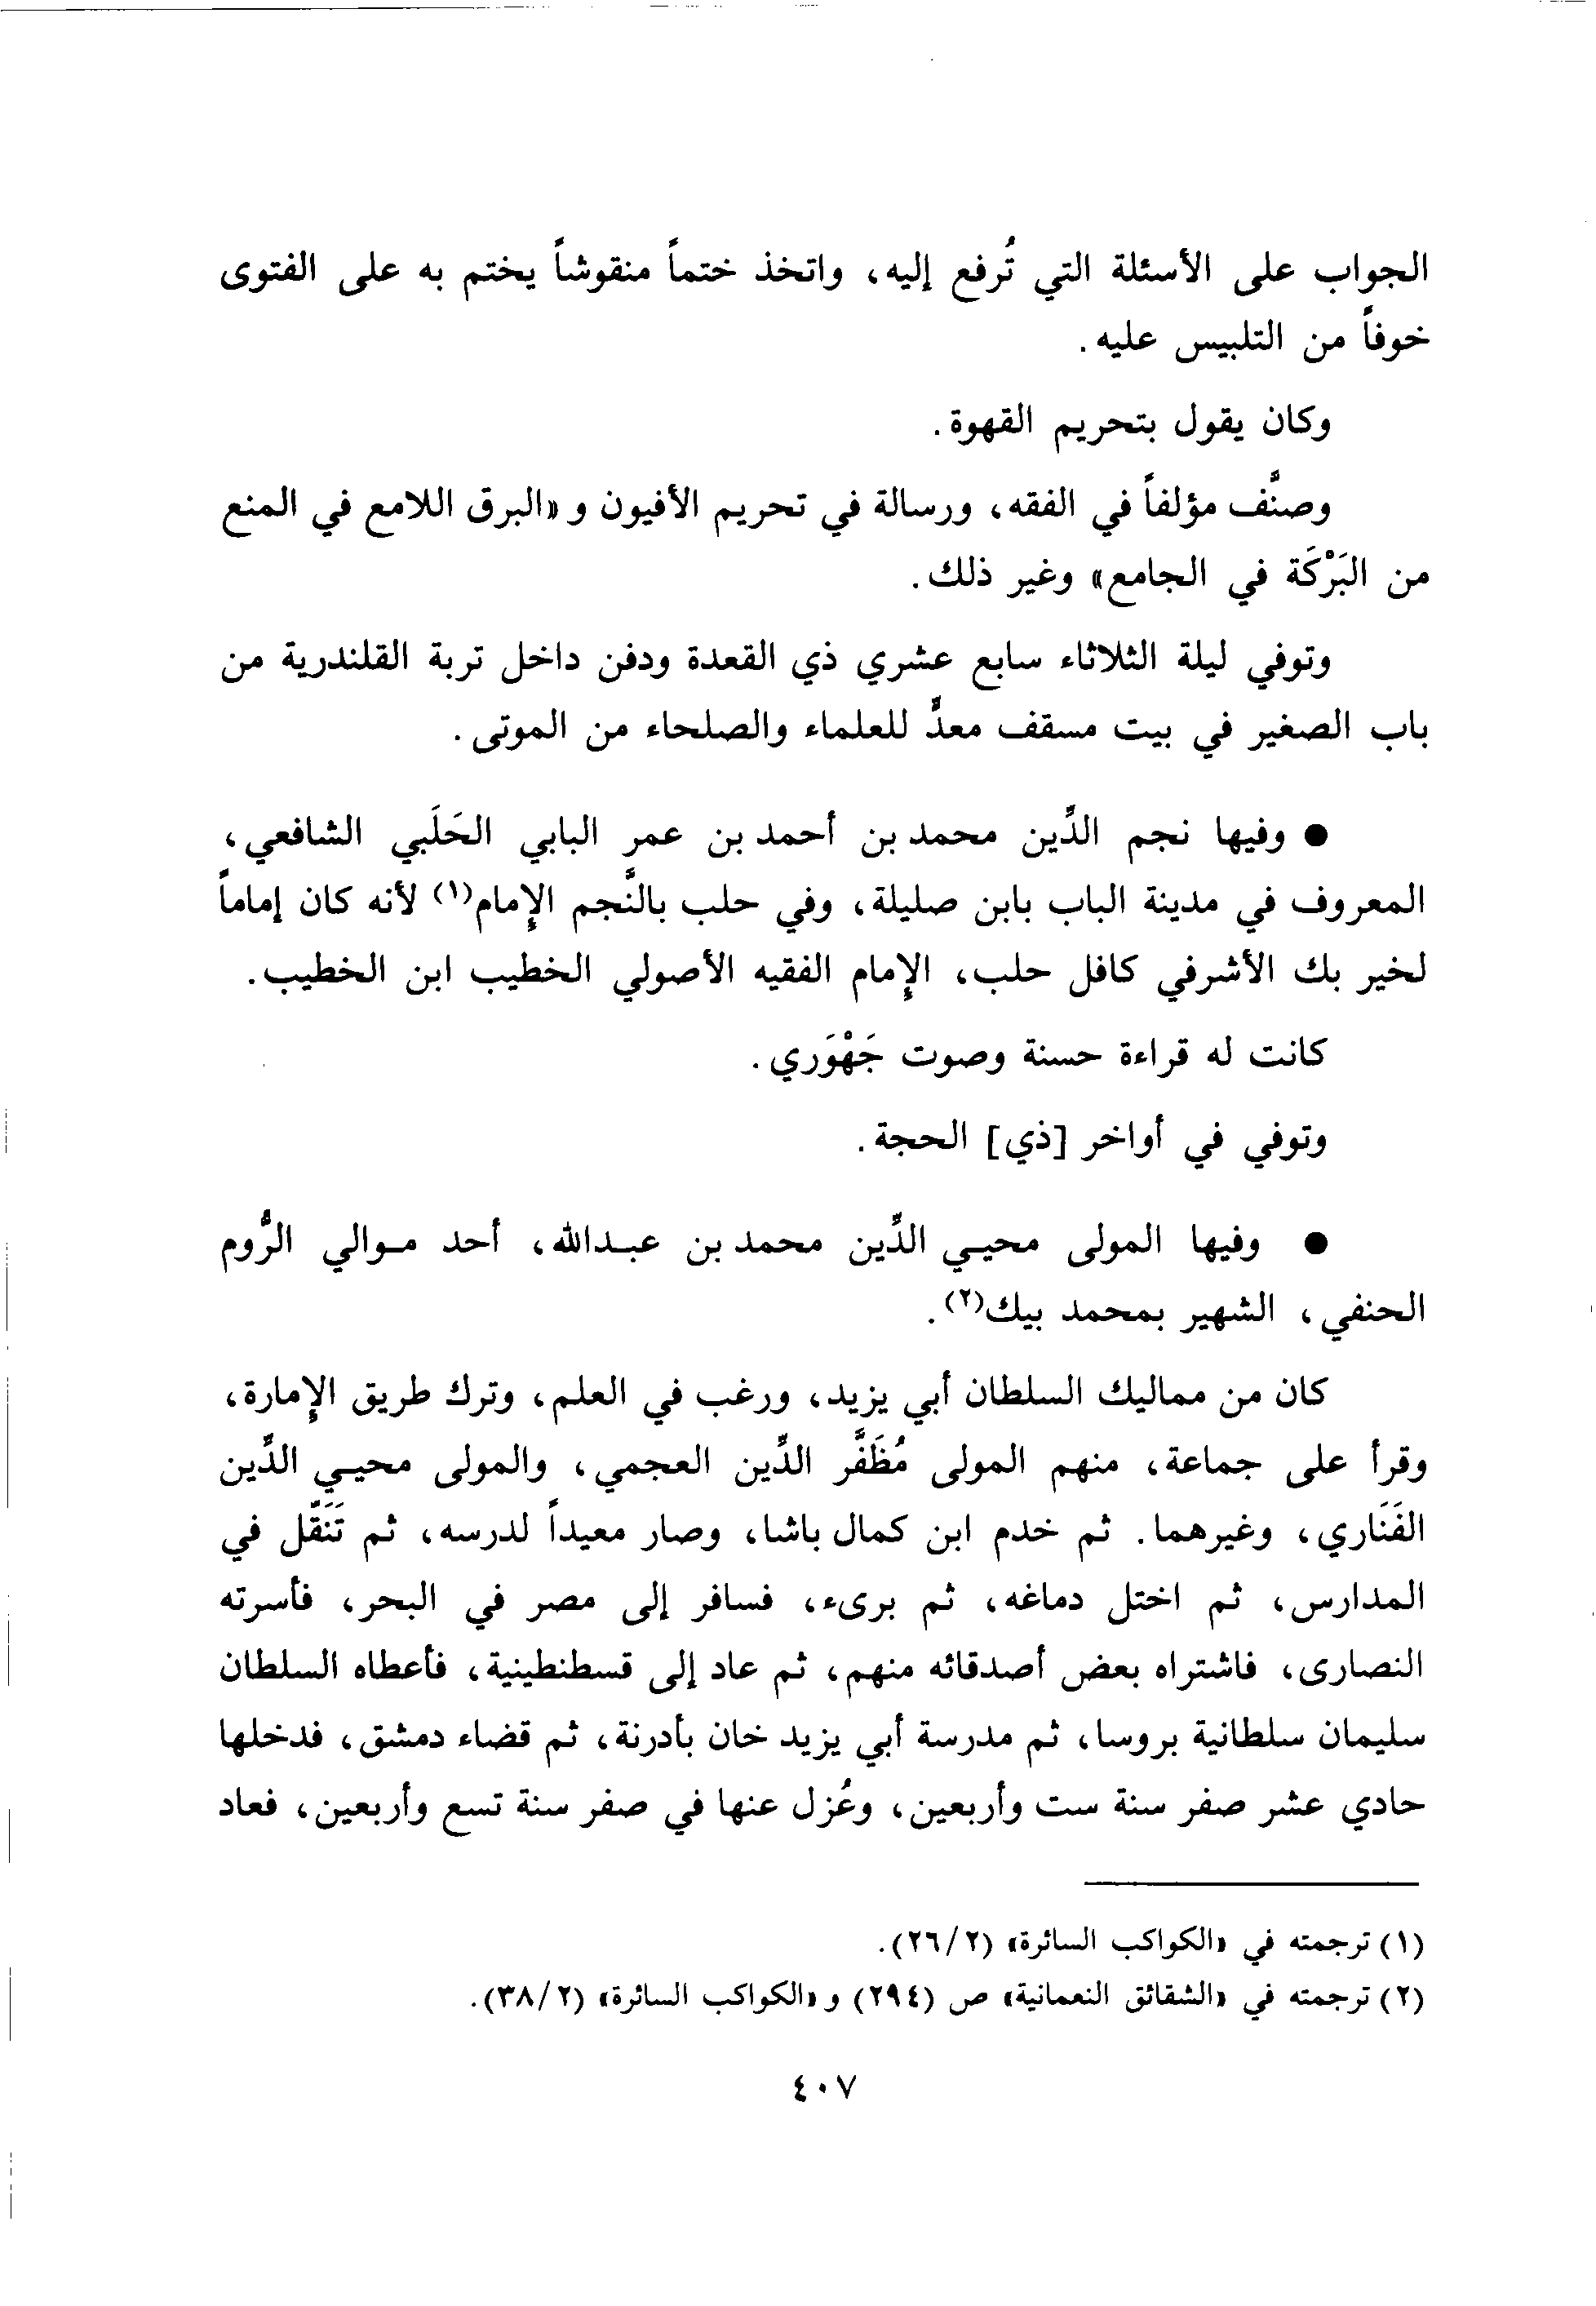 الجواب على الأسئلة التي تُرفع إليه، واتخذ ختماً منقوشاً يختم به على الفتوى
خوفاً من التلبيس عليه.
وكان يقول بتحريم القهوة.
وصنَّف مؤلفاً في الفقه، ورسالة في تحريم الأفيون و «البرق اللامع في المنع
من البَرْكَة في الجامع» وغير ذلك.
وتوفي ليلة الثلاثاء سابع عشري ذي القعدة ودفن داخل تربة القلندرية من
باب الصغير في بيت مسقف معدٍّ للعلماء والصلحاء من الموتى.
● وفيها نجم الدِّين محمد بن أحمد بن عمر البابي الحَلَبي الشافعي،
المعروف في مدينة الباب بابن صليلة، وفي حلب بالنَّجم الإمام(١) لأنه كان إماماً
لخير بك الأشرفي كافل حلب، الإمام الفقيه الأصولي الخطيب ابن الخطيب.
كانت له قراءة حسنة وصوت جَهْوَري.
وتوفي في أواخر [ذي] الحجة.
● وفيها المولى محيـي الدِّين محمد بن عبـدالله، أحد مـوالي الرُّوم
الحنفي، الشهير بمحمد بيك(٢).
كان من مماليك السلطان أبي يزيد، ورغب في العلم، وترك طريق الإمارة،
وقرأ على جماعة، منهم المولى مُظَفَّر الدِّين العجمي، والمولى محيـي الدِّين
الفَنَاري، وغيرهما. ثم خدم ابن كمال باشا، وصار معيداً لدرسه، ثم تَنَقَّل في
المدارس، ثم اختل دماغه، ثم برىء، فسافر إلى مصر في البحر، فأسرته
النصارى، فاشتراه بعض أصدقائه منهم، ثم عاد إلى قسطنطينية، فأعطاه السلطان
سليمان سلطانية بروسا، ثم مدرسة أبي يزيد خان بأدرنة، ثم قضاء دمشق، فدخلها
حادي عشر صفر سنة ست وأربعين، وعُزل عنها في صفر سنة تسع وأربعين، فعاد
(١) ترجمته في «الكواكب السائرة» (٢/ ٢٦).
(٢) ترجمته في «الشقائق النعمانية» ص (٢٩٤) و «الكواكب السائرة» (٢/ ٣٨).
٤٠٧